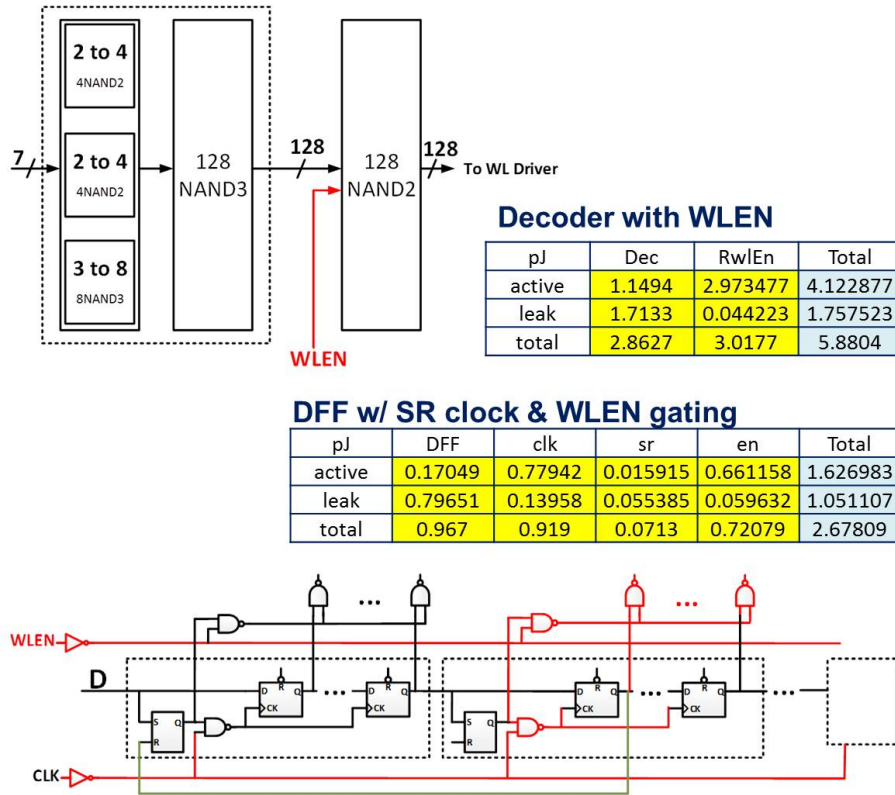 2 to 4
4NAND2
2 to 4
4NAND2
3 to 8
8NAND3
7
128
NAND3
128
128
NAND2
128
To WL Driver
WLEN
Decoder with WLEN
pJ Dec RwlEn Total
active 1.1494 2.973477 4.122877
leak 1.7133 0.044223 1.757523
total 2.8627 3.0177 5.8804
DFF w/ SR clock & WLEN gating
pJ DFF clk sr en Total
active 0.17049 0.77942 0.015915 0.661158 1.626983
leak 0.79651 0.13958 0.055385 0.059632 1.051107
total 0.967 0.919 0.0713 0.72079 2.67809
... ...
WLEN
D
D R Q CK ... D R Q CK D R Q CK ... D R Q CK ...
S Q R S Q R
CLK